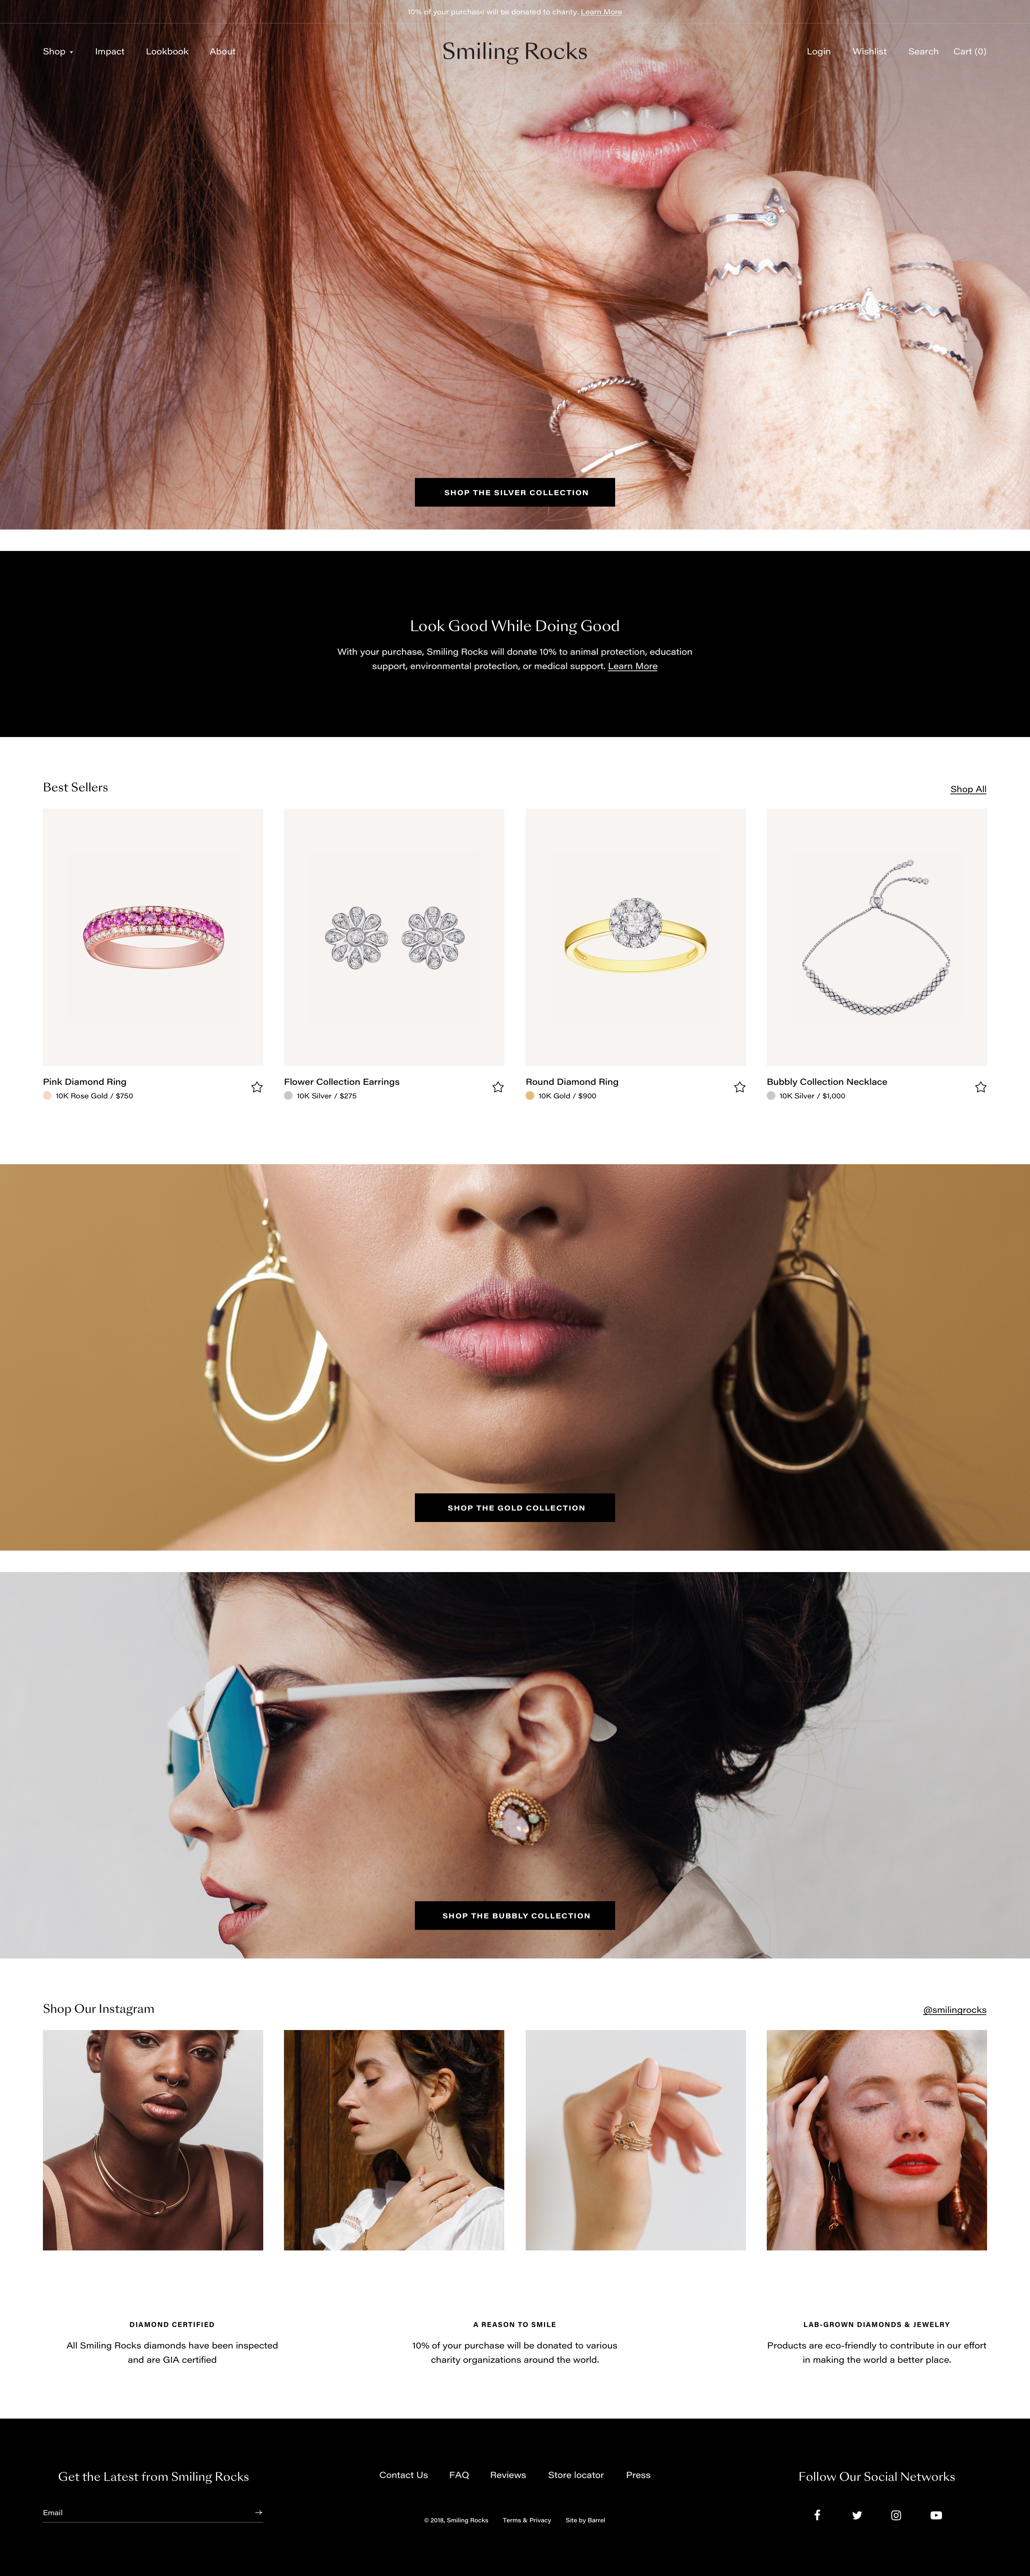 10% of your purchase will be donated to charity. Learn More
Shop Impact Lookbook About
Smiling Rocks
Login Wishlist Search Cart (0)
SHOP THE SILVER COLLECTION
Look Good While Doing Good
With your purchase, Smiling Rocks will donate 10% to animal protection, education
support, environmental protection, or medical support. Learn More
Best Sellers
Shop All
Pink Diamond Ring
10K Rose Gold / $750
Flower Collection Earrings
10K Silver / $275
Round Diamond Ring
10K Gold / $900
Bubbly Collection Necklace
10K Silver / $1,000
SHOP THE GOLD COLLECTION
SHOP THE BUBBLY COLLECTION
Shop Our Instagram
@smilingrocks
DIAMOND CERTIFIED
All Smiling Rocks diamonds have been inspected
and are GIA certified
A REASON TO SMILE
10% of your purchase will be donated to various
charity organizations around the world.
LAB-GROWN DIAMONDS & JEWELRY
Products are eco-friendly to contribute in our effort
in making the world a better place.
Get the Latest from Smiling Rocks
Email
Contact Us FAQ Reviews Store locator Press
© 2018, Smiling Rocks Terms & Privacy Site by Barrel
Follow Our Social Networks